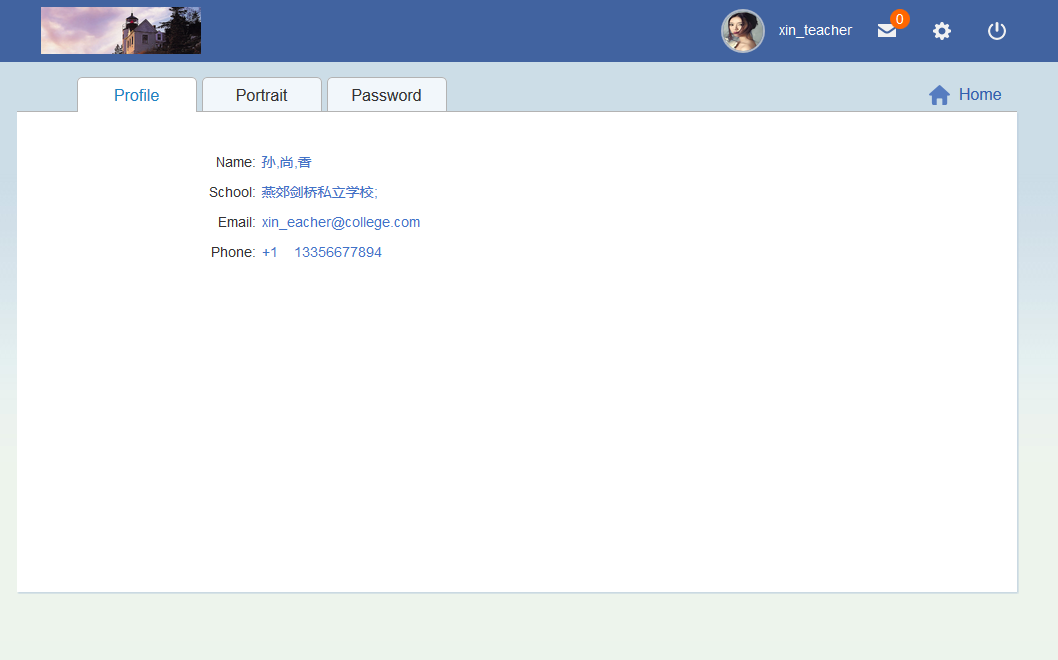 xin_teacher
0
Profile
Portrait
Password
Home
Name: 孙,尚,香
School: 燕郊剑桥私立学校;
Email: xin_eacher@college.com
Phone: +1 13356677894